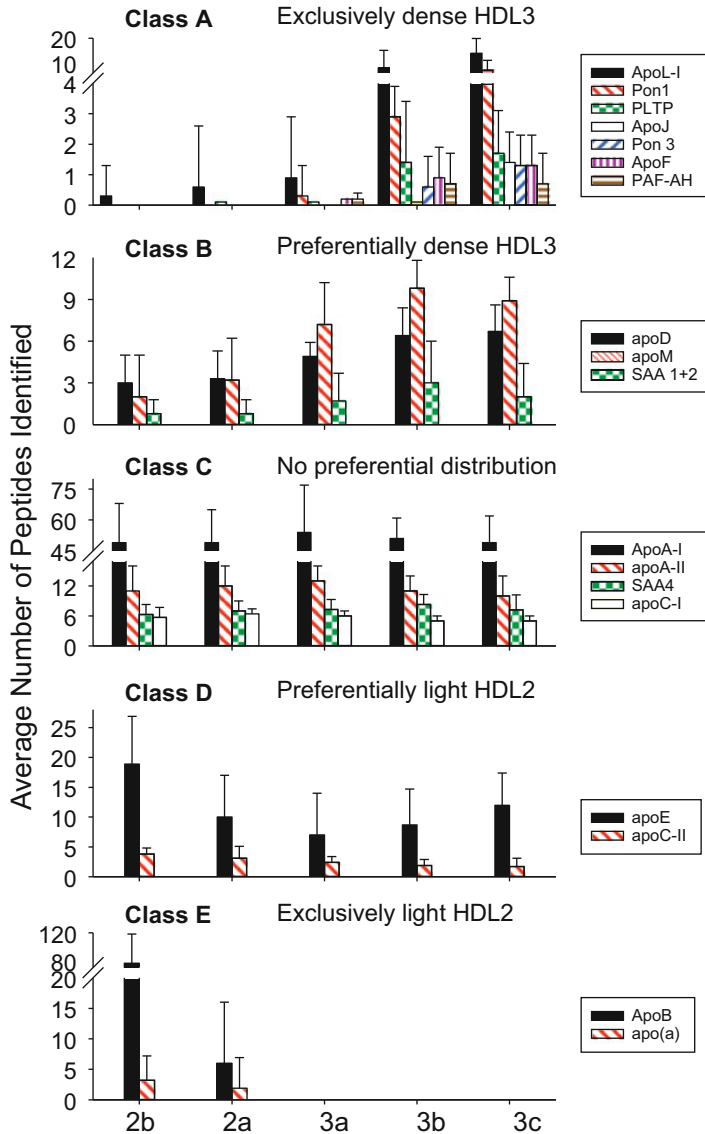 Class A Exclusively dense HDL3
20
10
4
3
2
1
0
ApoL-I
Pon1
PLTP
ApoJ
Pon 3
ApoF
PAF-AH
Class B Preferentially dense HDL3
12
9
6
3
0
apoD
apoM
SAA 1+2
Class C No preferential distribution
75
60
45
12
6
0
ApoA-I
apoA-II
SAA4
apoC-I
Class D Preferentially light HDL2
25
20
15
10
5
0
apoE
apoC-II
Class E Exclusively light HDL2
120
80
20
15
10
5
0
ApoB
apo(a)
2b 2a 3a 3b 3c
Average Number of Peptides Identified